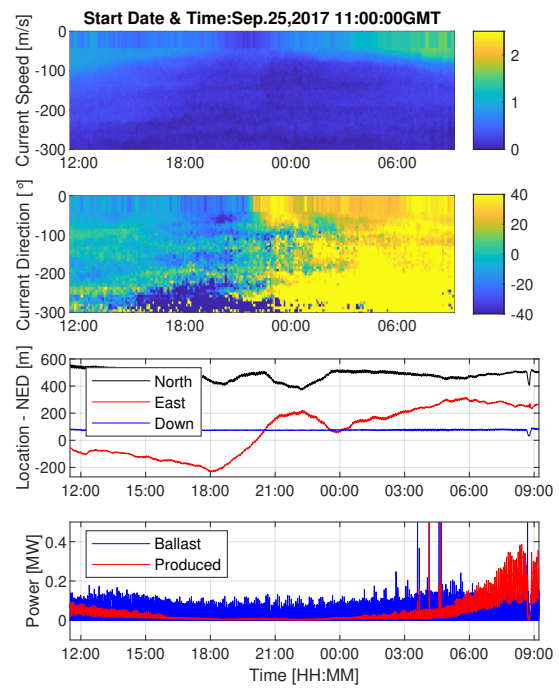 Start Date & Time:Sep.25,2017 11:00:00GMT
Current Speed [m/s]
0
-100
-200
-300
12:00 18:00 00:00 06:00
2
1
0
Current Direction [°]
0
-100
-200
-300
12:00 18:00 00:00 06:00
40
20
0
-20
-40
Location - NED [m]
600
400
200
0
-200
North
East
Down
12:00 15:00 18:00 21:00 00:00 03:00 06:00 09:00
Power [MW]
0.4
0.2
0
Ballast
Produced
12:00 15:00 18:00 21:00 00:00 03:00 06:00 09:00
Time [HH:MM]